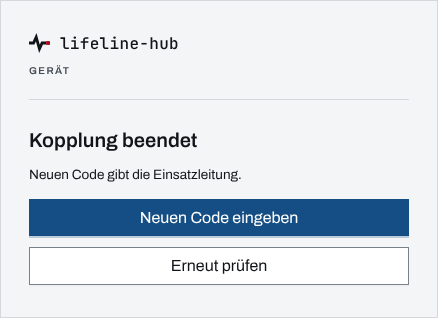 lifeline-hub
GERÄT
Kopplung beendet
Neuen Code gibt die Einsatzleitung.
Neuen Code eingeben
Erneut prüfen